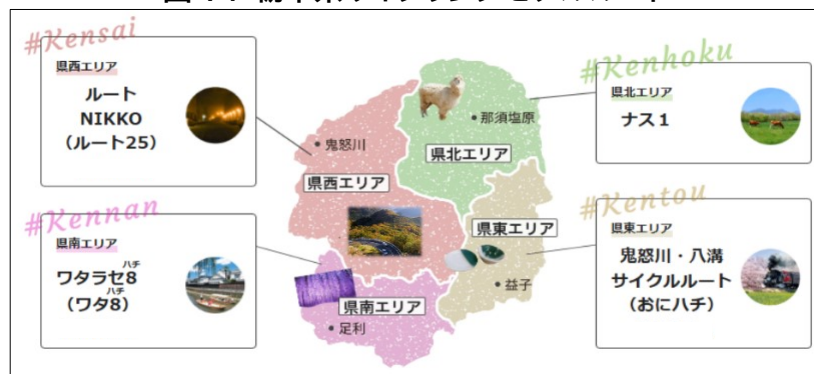 #Kensai
県西エリア
ルート
NIKKO
(ルート25)
#Kenhoku
県北エリア
ナス1
#Kennan
県南エリア
ワタラセ8
ハチ
(ワタ8)
ハチ
#Kentou
県東エリア
鬼怒川・八溝
サイクルルート
(おにハチ)
・那須塩原
県北エリア
・鬼怒川
県西エリア
県東エリア
・益子
県南エリア
・足利